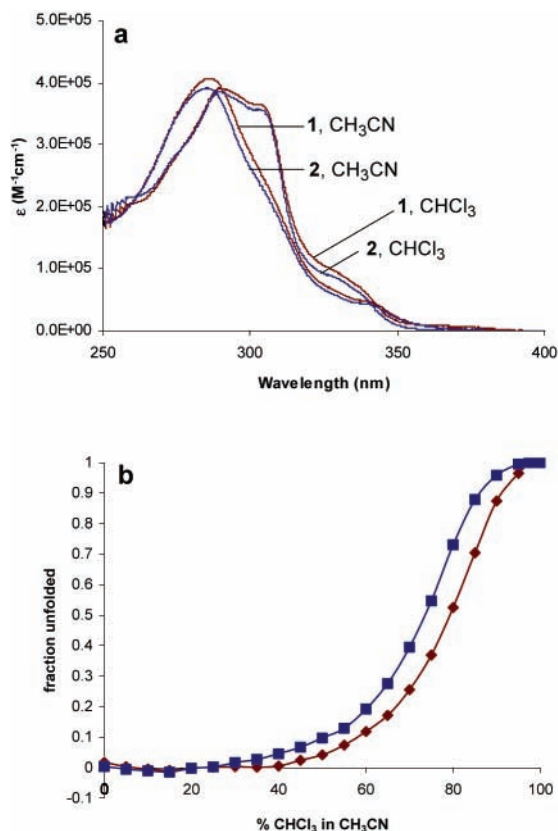 a
5.0E+05
4.0E+05
3.0E+05
2.0E+05
1.0E+05
0.0E+00
ε (M⁻¹cm⁻¹)
1, CH₃CN
2, CH₃CN
1, CHCl₃
2, CHCl₃
250 300 350 400
Wavelength (nm)
b
1
0.9
0.8
0.7
0.6
0.5
0.4
0.3
0.2
0.1
0
-0.1
fraction unfolded
0 20 40 60 80 100
% CHCl₃ in CH₃CN